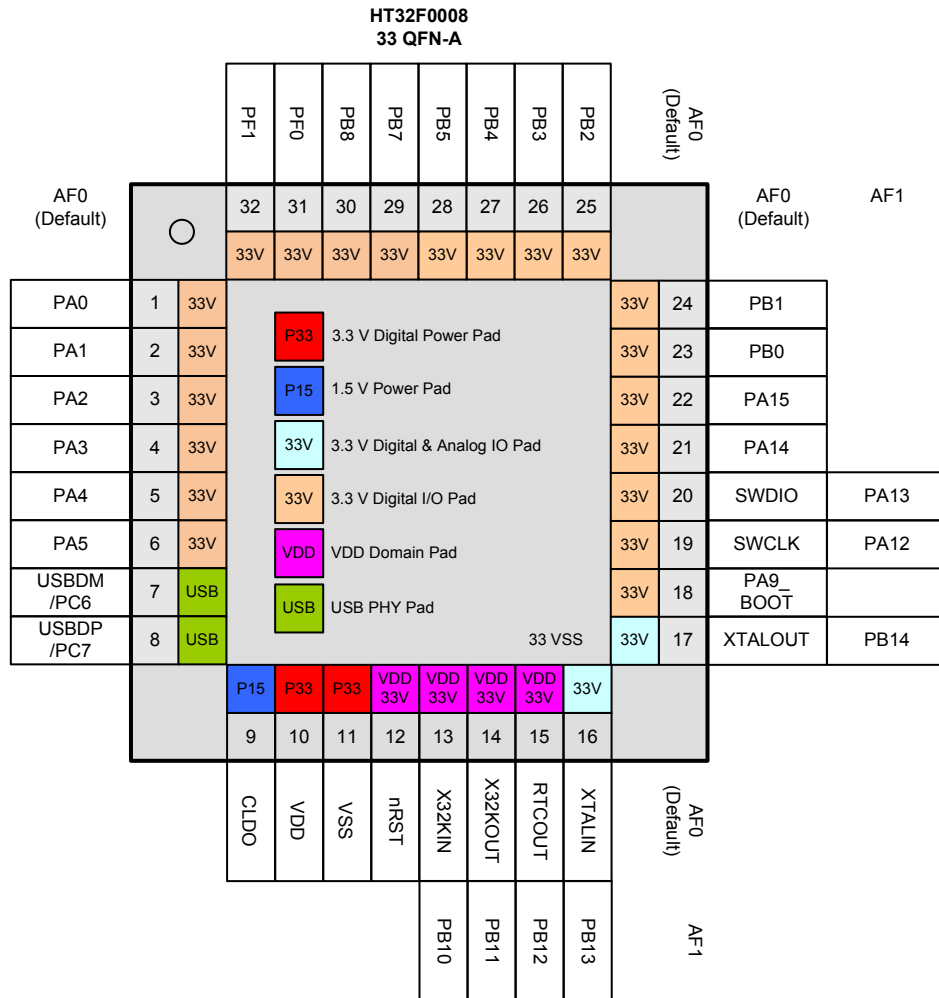 HT32F0008
33 QFN-A
PF1 PF0 PB8 PB7 PB5 PB4 PB3 PB2
AF0
(Default)
AF0
(Default)
32 31 30 29 28 27 26 25
33V 33V 33V 33V 33V 33V 33V 33V
AF0
(Default)
AF1
PA0 1 33V
PA1 2 33V
PA2 3 33V
PA3 4 33V
PA4 5 33V
PA5 6 33V
USBDM
/PC6
7 USB
USBDP
/PC7
8 USB
P33 3.3 V Digital Power Pad
P15 1.5 V Power Pad
33V 3.3 V Digital & Analog IO Pad
33V 3.3 V Digital I/O Pad
VDD VDD Domain Pad
USB USB PHY Pad
33 VSS
33V 24 PB1
33V 23 PB0
33V 22 PA15
33V 21 PA14
33V 20 SWDIO PA13
33V 19 SWCLK PA12
33V 18 PA9_
BOOT
33V 17 XTALOUT PB14
P15 P33 P33 VDD
33V VDD
33V VDD
33V VDD
33V 33V
9 10 11 12 13 14 15 16
CLDO VDD VSS nRST X32KIN X32KOUT RTCOUT XTALIN
AF0
(Default)
PB10 PB11 PB12 PB13
AF1